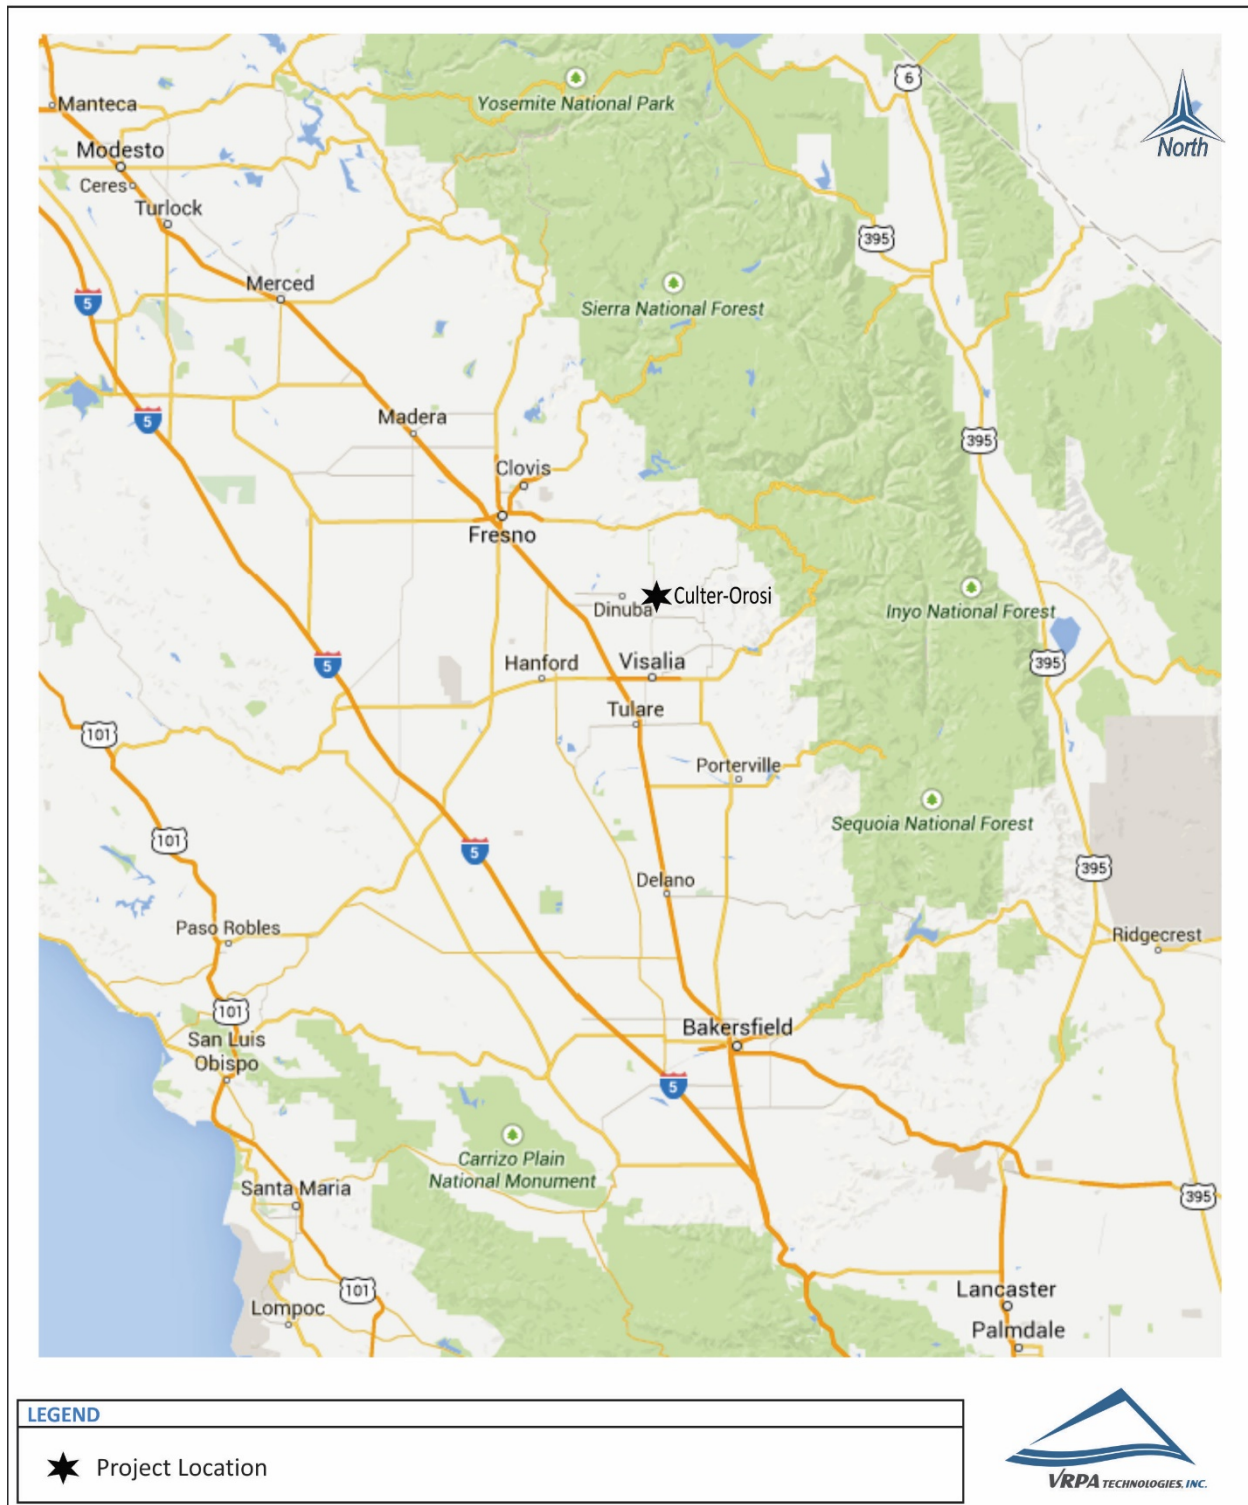 6
Yosemite National Park
Manteca
North
Modesto
Ceres
Turlock
395
Merced
Sierra National Forest
5
5
Madera
395
Clovis
Fresno
Culter-Orosi
Dinuba
Inyo National Forest
5
Hanford
Visalia
395
Tulare
101
Porterville
Sequoia National Forest
101
5
395
Delano
Paso Robles
Ridgecrest
101
Bakersfield
San Luis
Obispo
5
Carrizo Plain
National Monument
Santa Maria
395
101
Lancaster
Lompoc
Palmdale
LEGEND
Project Location
VRPA TECHNOLOGIES, INC.